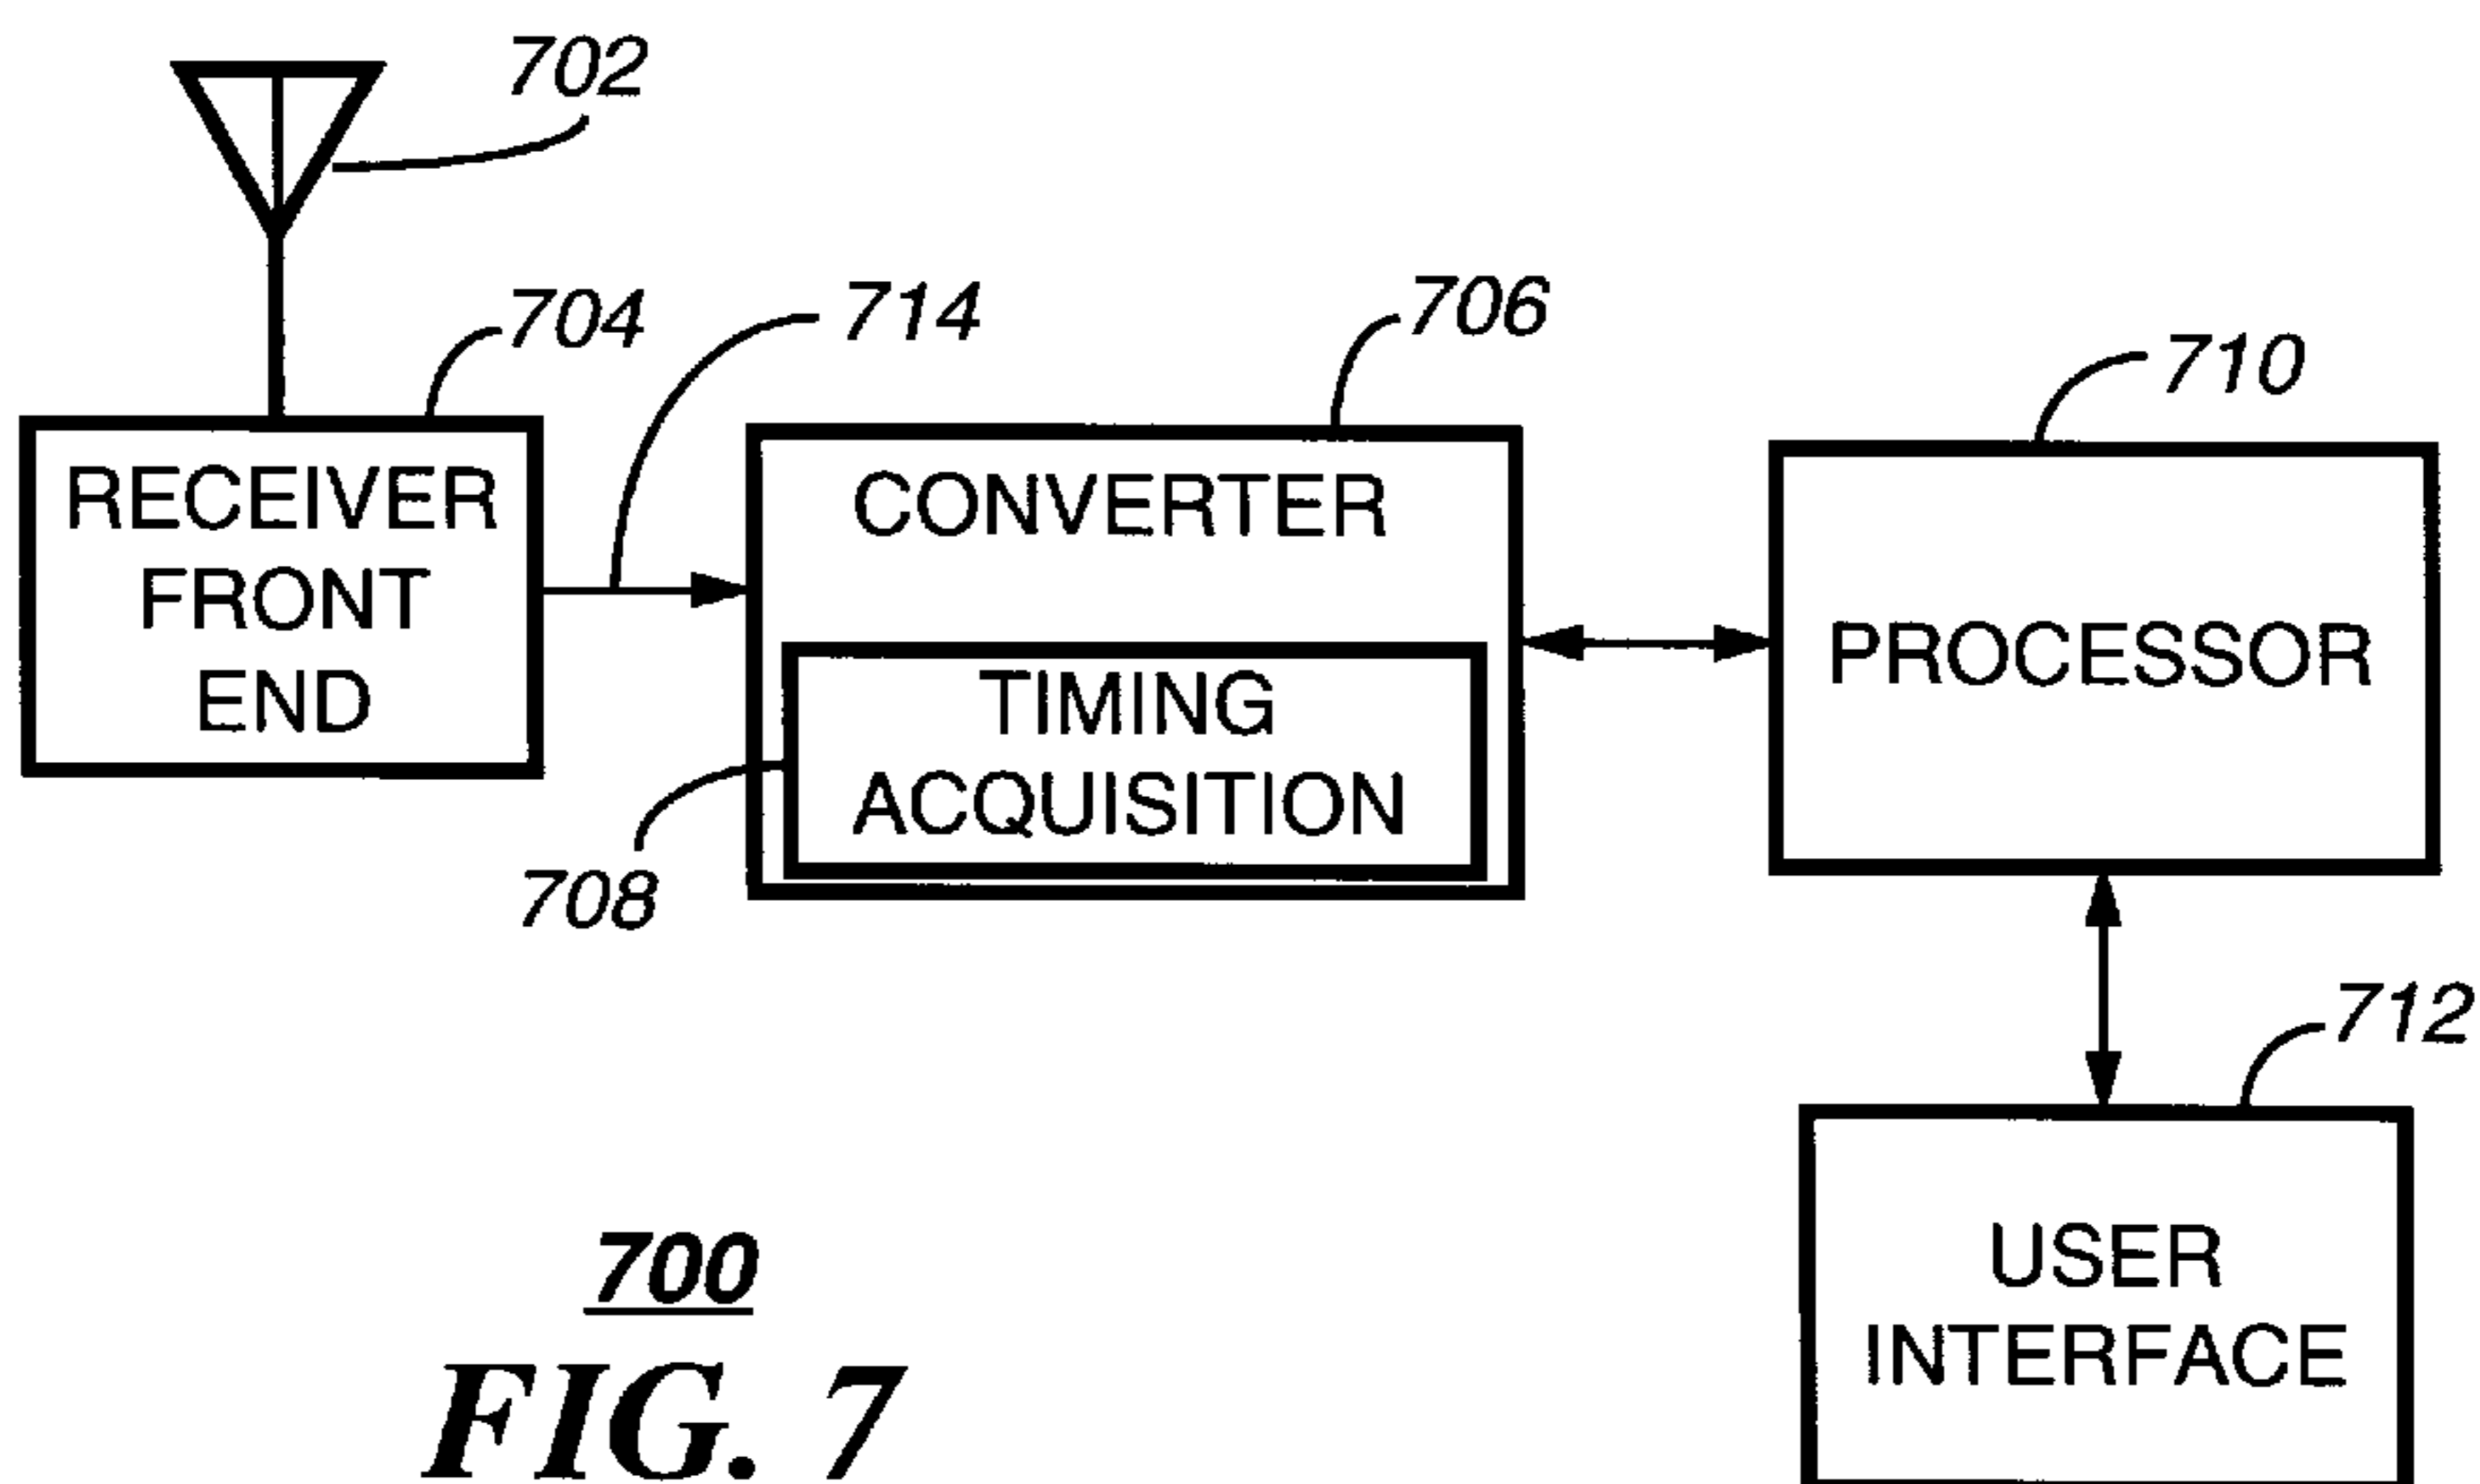 702
704
714
706
710
RECEIVER
FRONT
END
CONVERTER
TIMING
ACQUISITION
PROCESSOR
708
712
USER
INTERFACE
700
FIG. 7